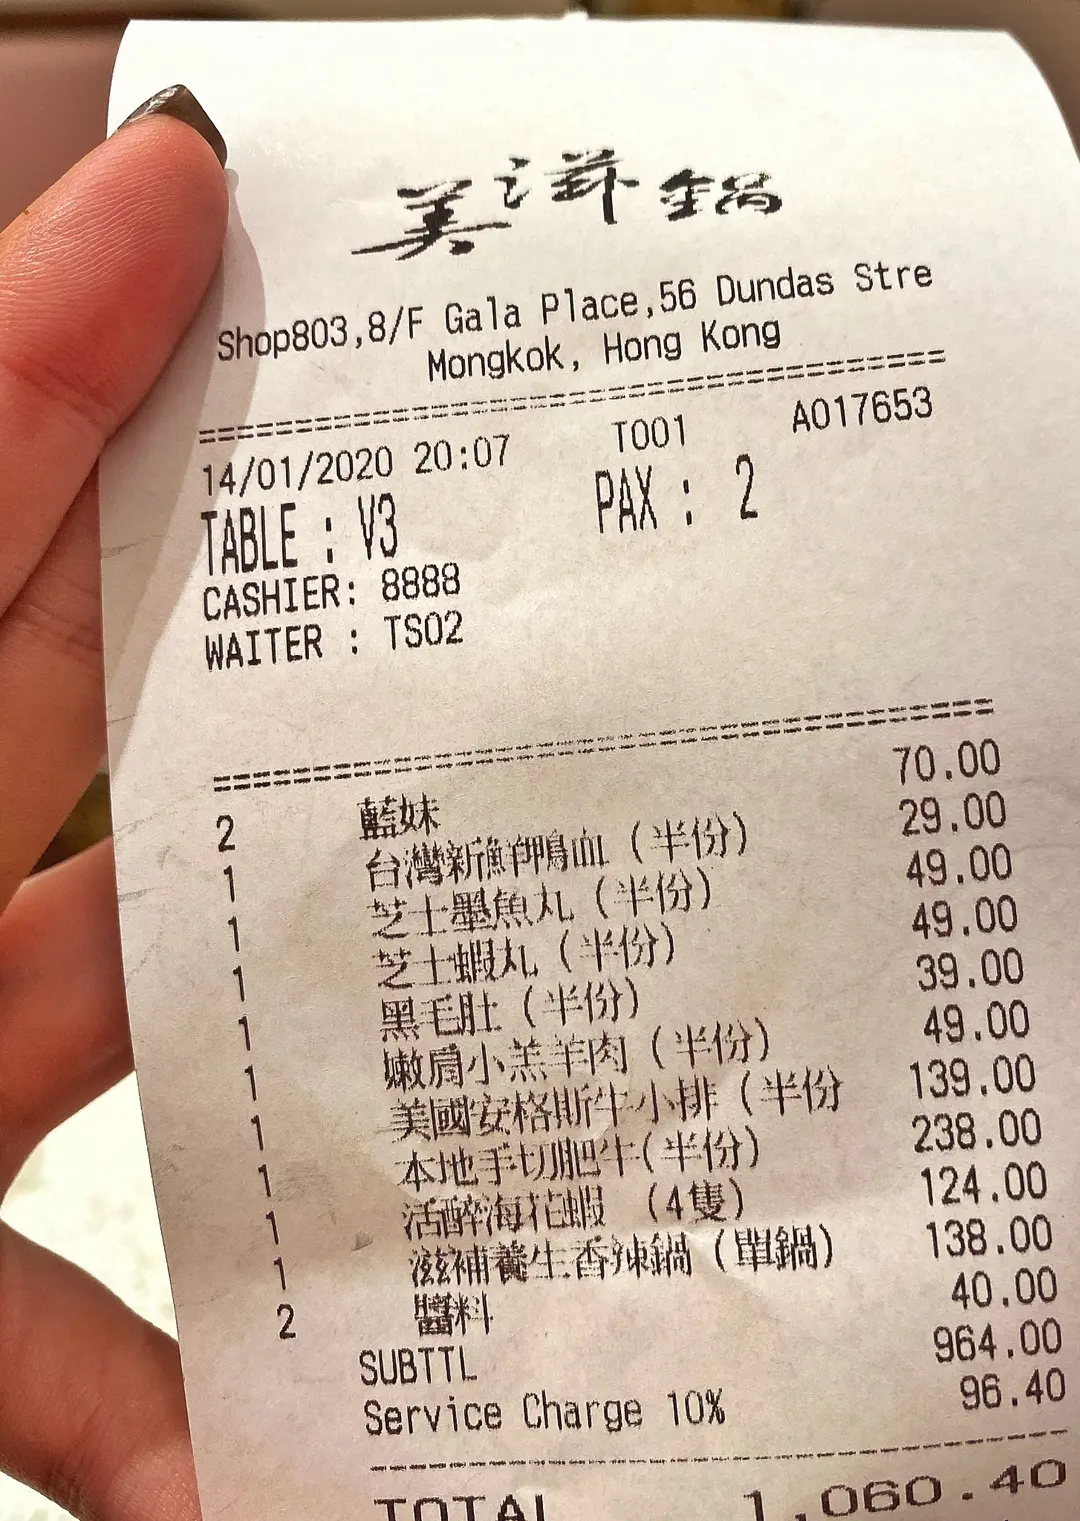 美滋鍋
Shop803,8/F Gala Place,56 Dundas Stre
Mongkok, Hong Kong
14/01/2020 20:07 T001 A017653
TABLE : V3 PAX : 2
CASHIER: 8888
WAITER : TS02
2 藍妹 70.00
1 台灣新鮮鴨血(半份) 29.00
1 芝士墨魚丸(半份) 49.00
1 芝士蝦丸(半份) 49.00
1 黑毛肚(半份) 39.00
1 嫩肩小羔羊肉(半份) 49.00
1 美國安格斯牛小排(半份 139.00
1 本地手切肥牛(半份) 238.00
1 活醉海花蝦 (4隻) 124.00
1 滋補養生香辣鍋(單鍋) 138.00
2 醬料 40.00
SUBTTL 964.00
Service Charge 10% 96.40
TOTAL 1,060.40